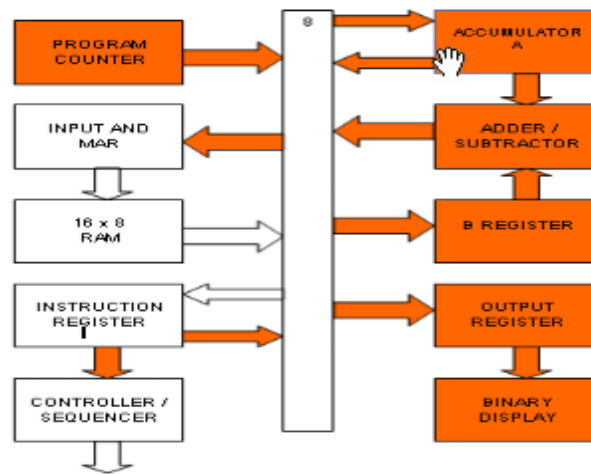 PROGRAM
COUNTER
INPUT AND
MAR
16 x 8
RAM
INSTRUCTION
REGISTER
CONTROLLER /
SEQUENCER
8
ACCUMULATOR
A
ADDER /
SUBTRACTOR
B REGISTER
OUTPUT
REGISTER
BINARY
DISPLAY